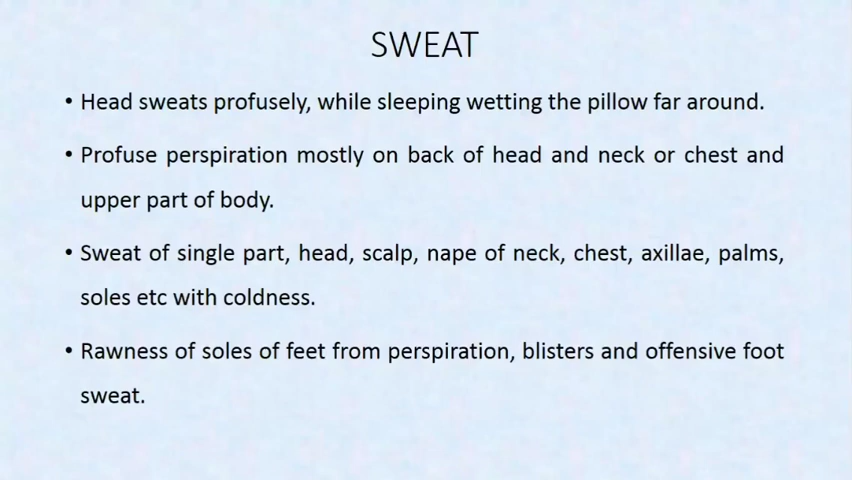 SWEAT
• Head sweats profusely, while sleeping wetting the pillow far around.
• Profuse perspiration mostly on back of head and neck or chest and
upper part of body.
• Sweat of single part, head, scalp, nape of neck, chest, axillae, palms,
soles etc with coldness.
• Rawness of soles of feet from perspiration, blisters and offensive foot
sweat.